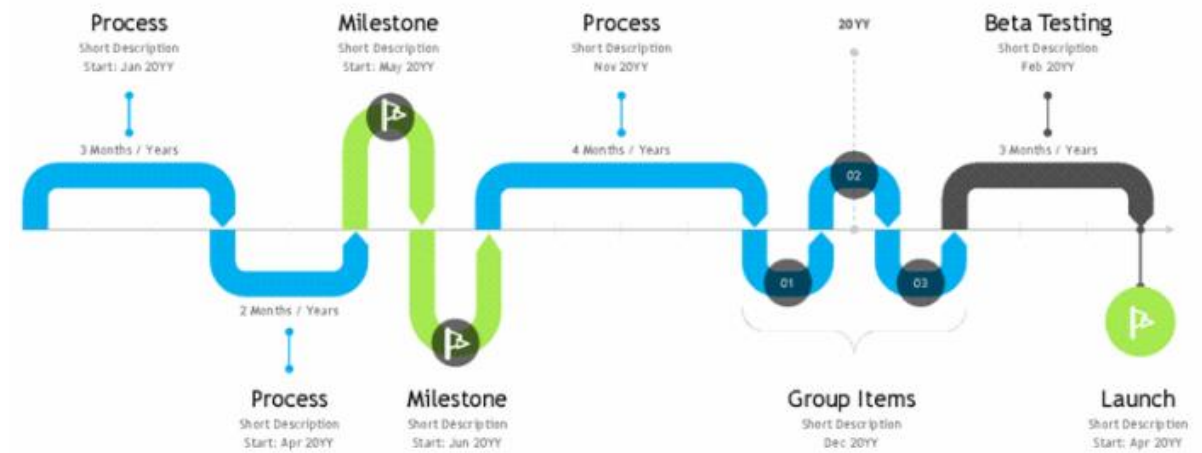 Process
Short Description
Start: Jan 20YY
3 Months / Years
2 Months / Years
Process
Short Description
Start: Apr 20YY
Milestone
Short Description
Start: May 20YY
Milestone
Short Description
Start: Jun 20YY
Process
Short Description
Nov 20YY
4 Months / Years
20YY
01
02
03
Group Items
Short Description
Dec 20YY
Beta Testing
Short Description
Feb 20YY
3 Months / Years
Launch
Short Description
Start: Apr 20YY